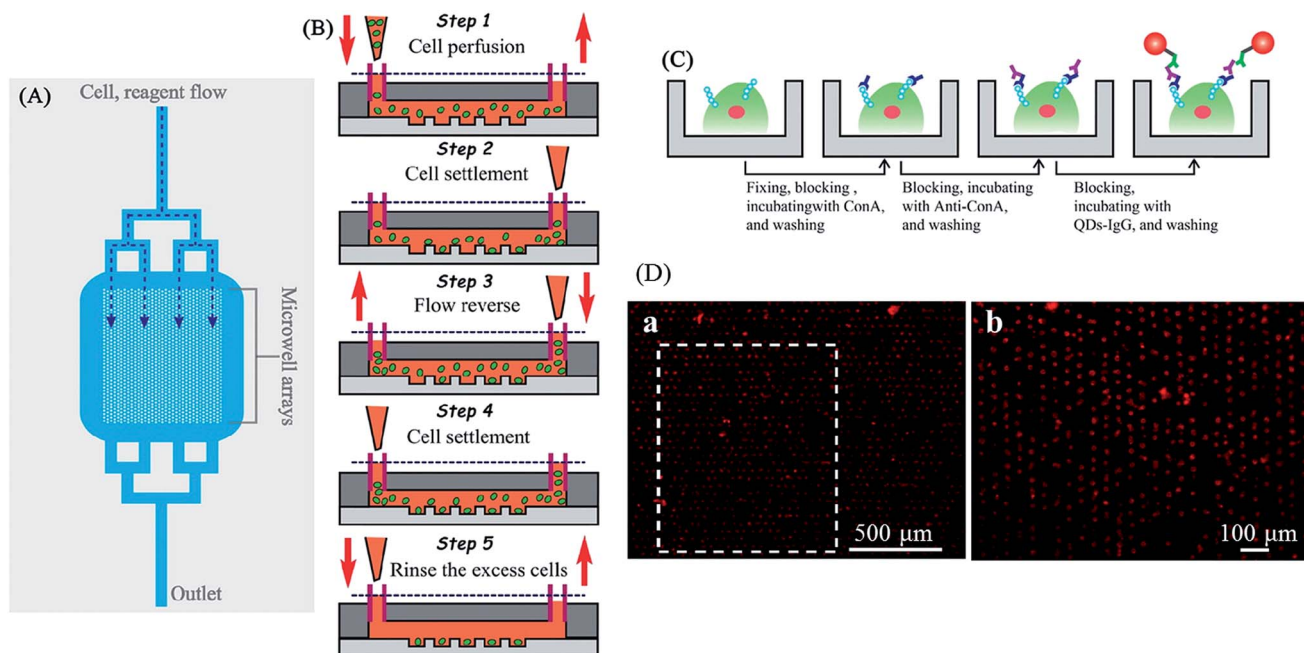 (A)
Cell, reagent flow
Microwell arrays
Outlet
(B)
Step 1
Cell perfusion
Step 2
Cell settlement
Step 3
Flow reverse
Step 4
Cell settlement
Step 5
Rinse the excess cells
(C)
Fixing, blocking ,
incubatingwith ConA,
and washing
Blocking, incubating
with Anti-ConA,
and washing
Blocking,
incubating with
QDs-IgG, and washing
(D)
a
500 μm
b
100 μm